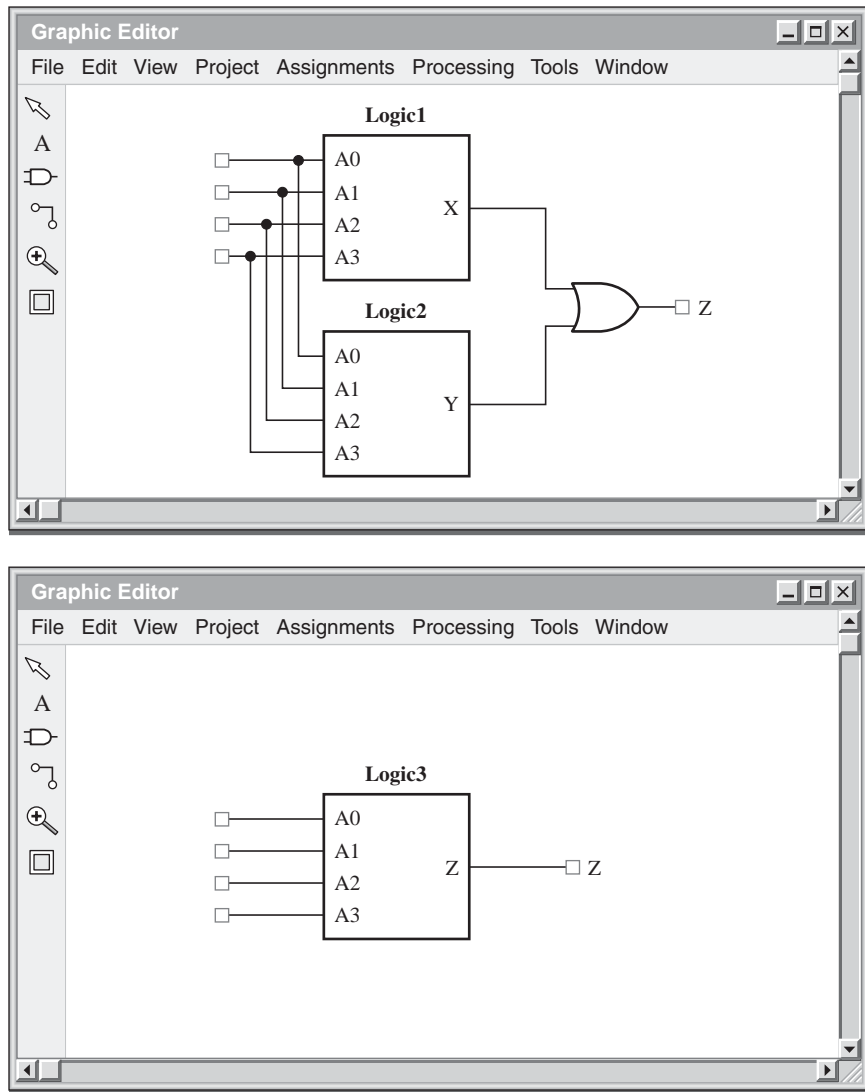 Graphic Editor
File Edit View Project Assignments Processing Tools Window
A
Logic1
A0
A1
A2
A3
X
Logic2
A0
A1
A2
A3
Y
Z
Graphic Editor
File Edit View Project Assignments Processing Tools Window
A
Logic3
A0
A1
A2
A3
Z
Z